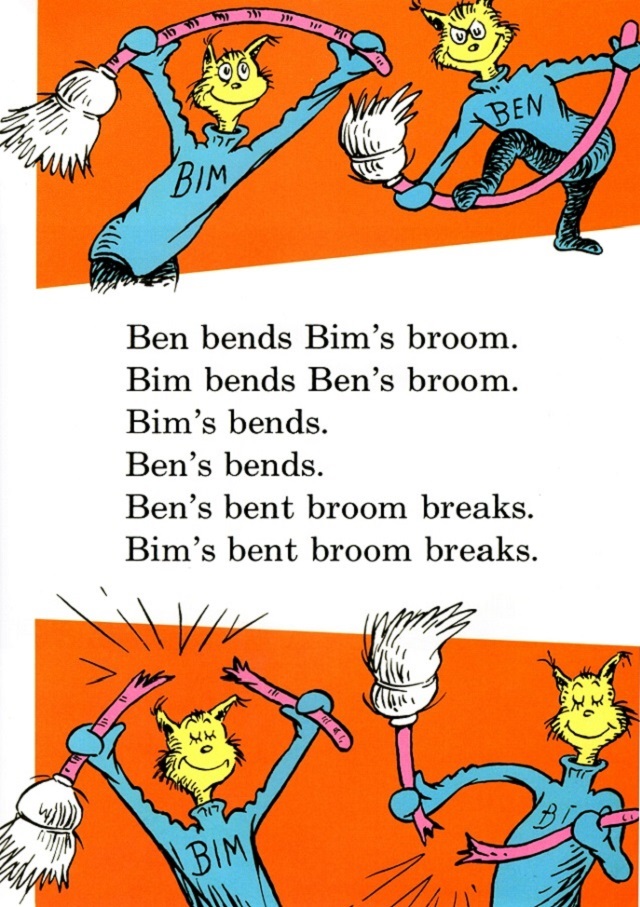 BIM
BEN
Ben bends Bim's broom.
Bim bends Ben's broom.
Bim's bends.
Ben's bends.
Ben's bent broom breaks.
Bim's bent broom breaks.
BIM